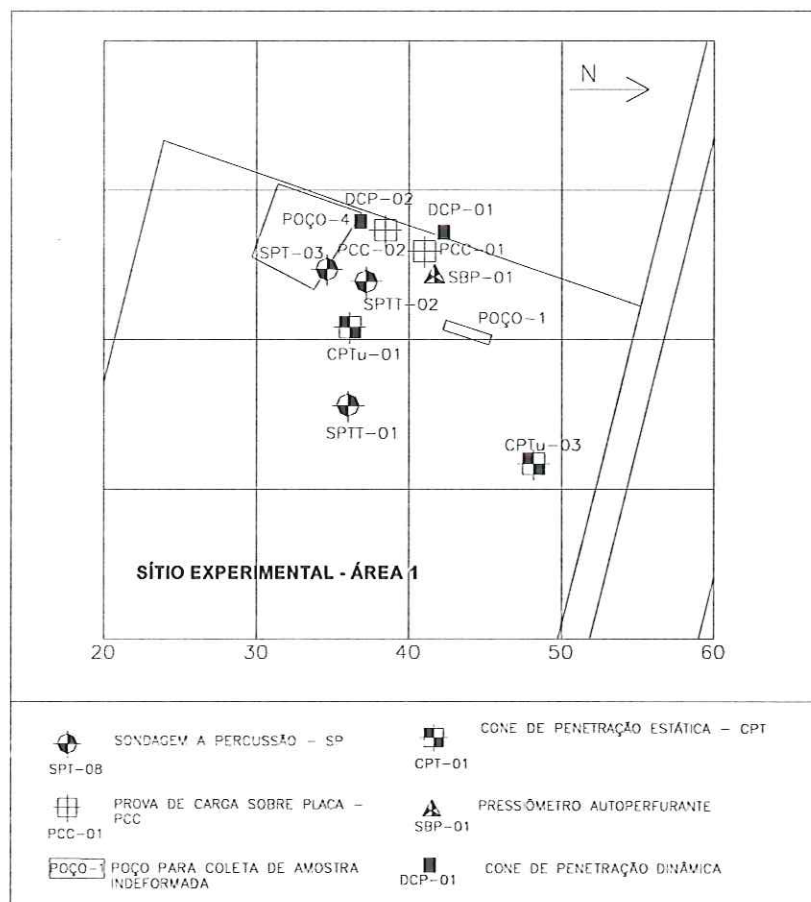 N
DCP-02
DCP-01
POÇO-4
SPT-03
PCC-02
PCC-01
SBP-01
SPTT-02
POÇO-1
CPTu-01
SPTT-01
CPTu-03
SÍTIO EXPERIMENTAL - ÁREA 1
20 30 40 50 60
SONDAGEM A PERCUSSÃO - SP
SPT-08
CONE DE PENETRAÇÃO ESTÁTICA - CPT
CPT-01
PROVA DE CARGA SOBRE PLACA -
PCC
PCC-01
PRESSIÔMETRO AUTOPERFURANTE
SBP-01
POÇO-1 POÇO PARA COLETA DE AMOSTRA
INDEFORMADA
CONE DE PENETRAÇÃO DINÂMICA
DCP-01